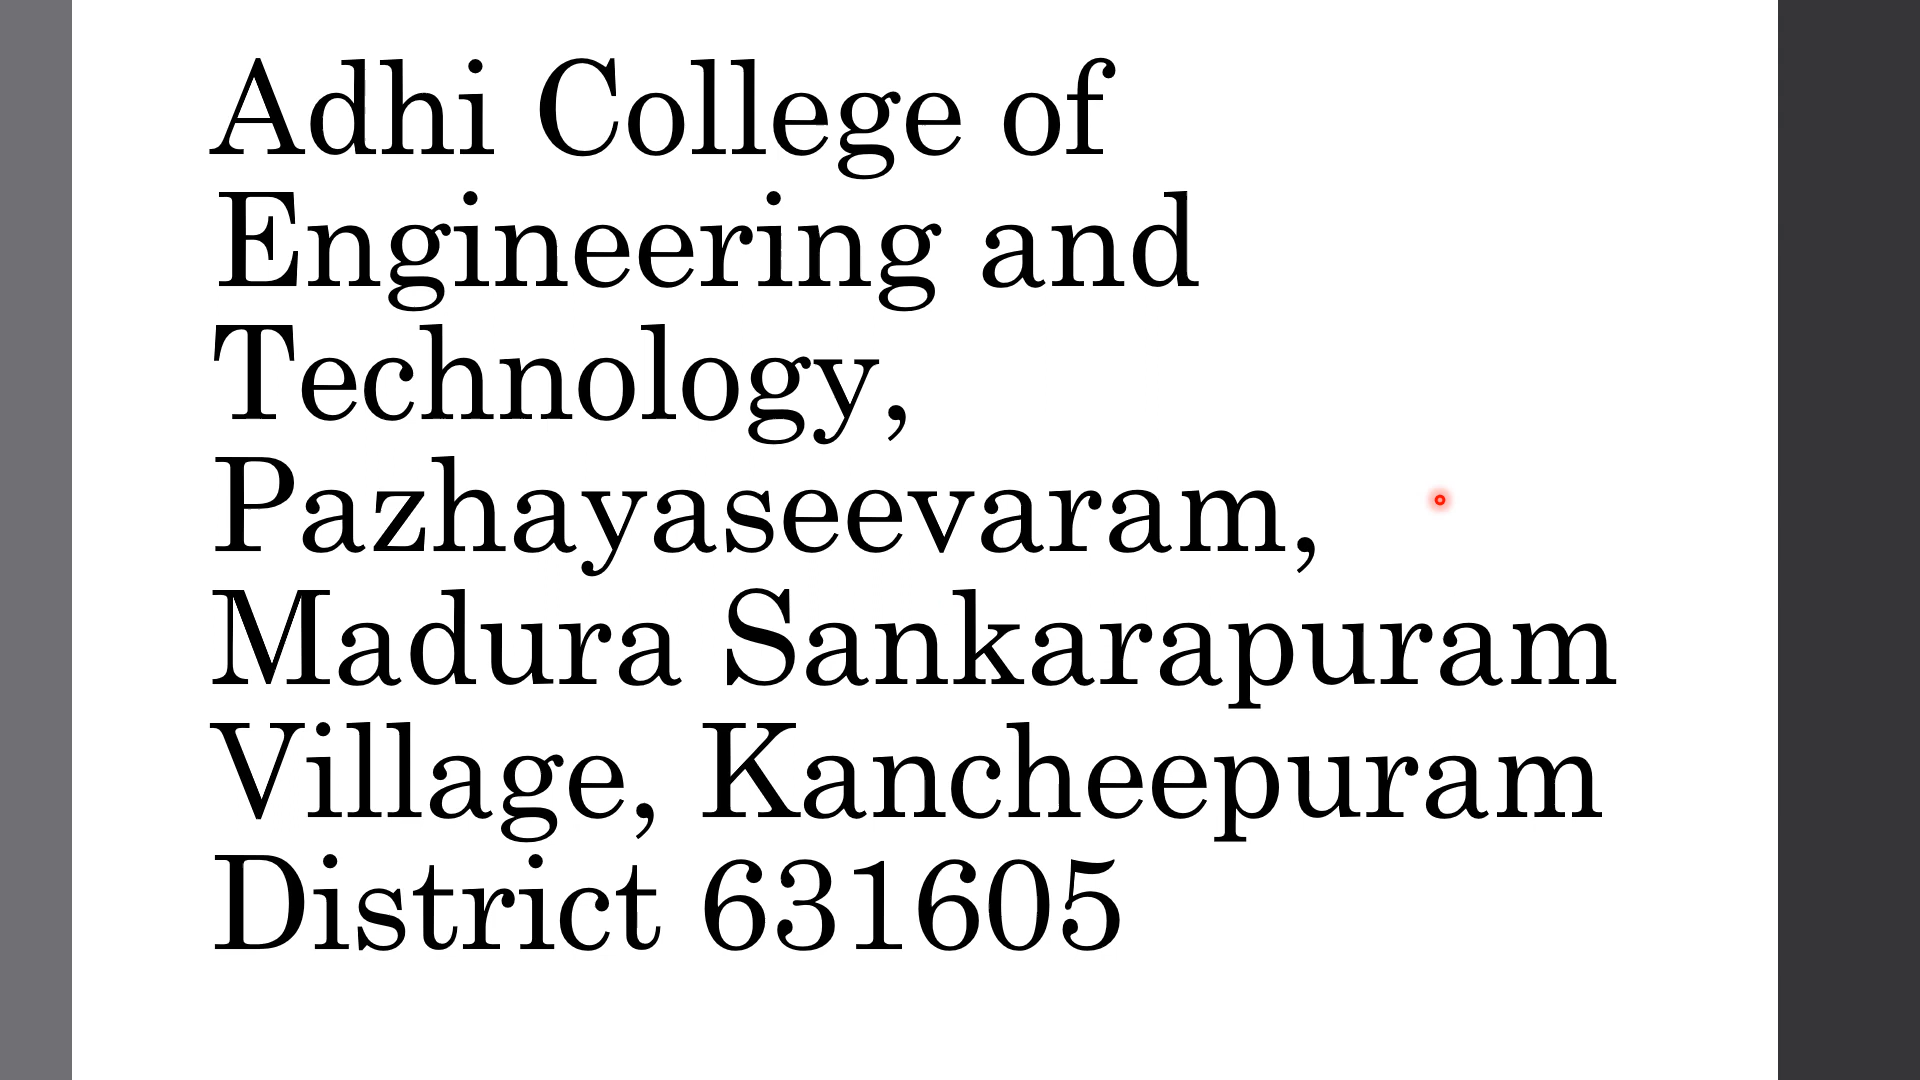 Adhi College of
Engineering and
Technology,
Pazhayaseevaram,
Madura Sankarapuram
Village, Kancheepuram
District 631605